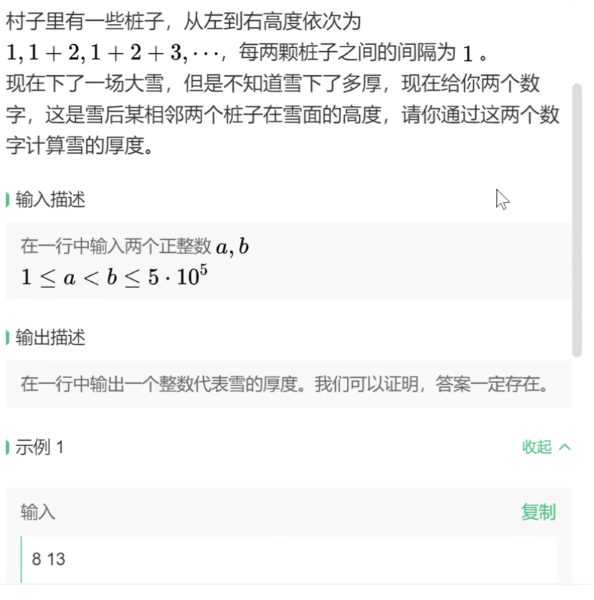 村子里有一些桩子，从左到右高度依次为
1, 1 + 2, 1 + 2 + 3, ⋯，每两颗桩子之间的间隔为 1 。
现在下了一场大雪，但是不知道雪下了多厚，现在给你两个数
字，这是雪后某相邻两个桩子在雪面的高度，请你通过这两个数
字计算雪的厚度。
输入描述
在一行中输入两个正整数 a, b
1 ≤ a < b ≤ 5 · 10⁵
输出描述
在一行中输出一个整数代表雪的厚度。我们可以证明，答案一定存在。
示例 1 收起
输入 复制
8 13